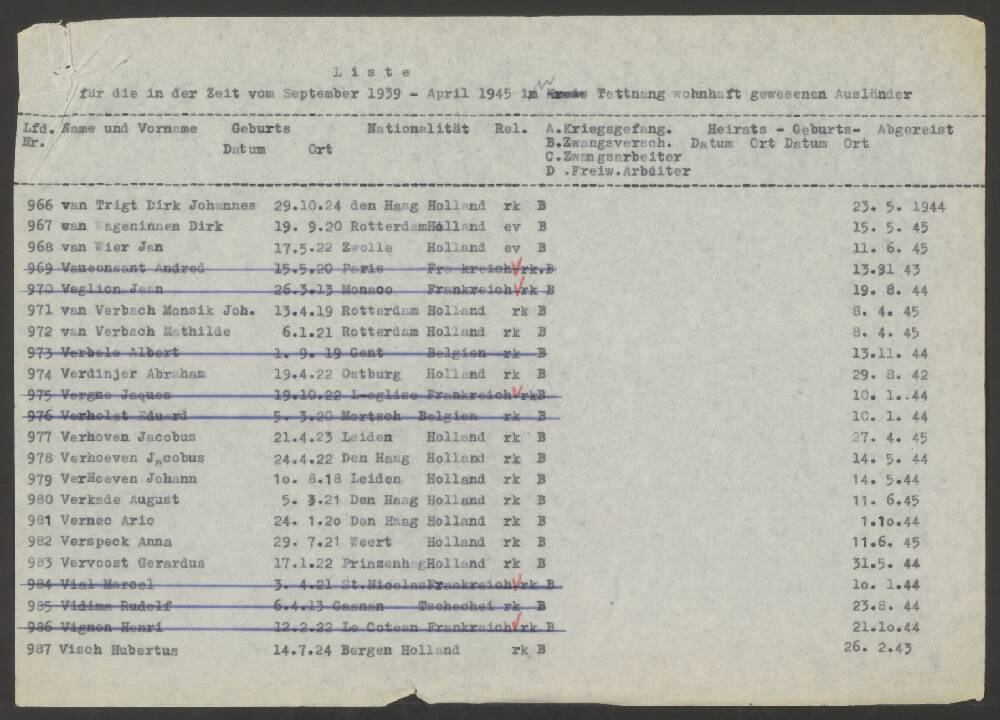 Liste
für die in der Zeit vom September 1939 - April 1945 in Kreis Tettnang wohnhaft gewesenen Ausländer
Lfd. Name und Vorname Geburts Nationalität Rel. A.Kriegsgefang. Heirats - Geburts- Abgereist
Nr. Datum Ort B.Zwangsversch. Datum Ort Datum Ort
C.Zwangsarbeiter
D .Freiw.Arbeiter
966 van Trigt Dirk Johannes 29.10.24 den Haag Holland rk B 23. 5. 1944
967 van Wageninnen Dirk 19. 9.20 Rotterdam Holland ev B 15. 5. 45
968 van Wier Jan 17.5.22 Zwolle Holland ev B 11. 6. 45
969 Vauconsant Andred 15.5.20 Paris Fra kreich rk.B 13. 43
970 Veglion Jean 26.3.13 Monaco Frankreich rk B 19. 8. 44
971 van Verbach Monsik Joh. 13.4.19 Rotterdam Holland rk B 8. 4. 45
972 van Verbach Mathilde 6.1.21 Rotterdam Holland rk B 8. 4. 45
973 Verbele Albert 1. 9. 19 Gent Belgien rk B 13.11. 44
974 Verdinjer Abraham 19.4.22 Ostburg Holland rk B 29. 8. 42
975 Vergne Jaques 19.10.22 L-eglise Frankreich rkB 10. 1..44
976 Verholst Eduard 5. 3.20 Mortsch Belgien rk B 10. 1. 44
977 Verhoven Jacobus 21.4.23 Leiden Holland rk B 27. 4. 45
978 Verhoeven Jacobus 24.4.22 Den Haag Holland rk B 14. 5. 44
979 VerHoeven Johann 1o. 8.18 Leiden Holland rk B 14. 5.44
980 Verkade August 5. 3.21 Den Haag Holland rk B 11. 6.45
981 Vernec Aric 24. 1.2o Den Haag Holland rk B 1.1o.44
982 Verspeck Anna 29. 7.21 Weert Holland rk B 11.6. 45
983 Vervoost Gerardus 17.1.22 Prinzenhag Holland rk B 31.5. 44
984 Vial Marcel 3. 4.21 St.Nicolas Frankreich rk B 1o. 1.44
985 Vidima Rudolf 6.4.13 Gasnan Tschechei rk B 23.8. 44
986 Vignon Henri 12.2.22 Le Cotean Frankreich rk B 21.1o.44
987 Visch Hubertus 14.7.24 Bergen Holland rk B 26. 2.43